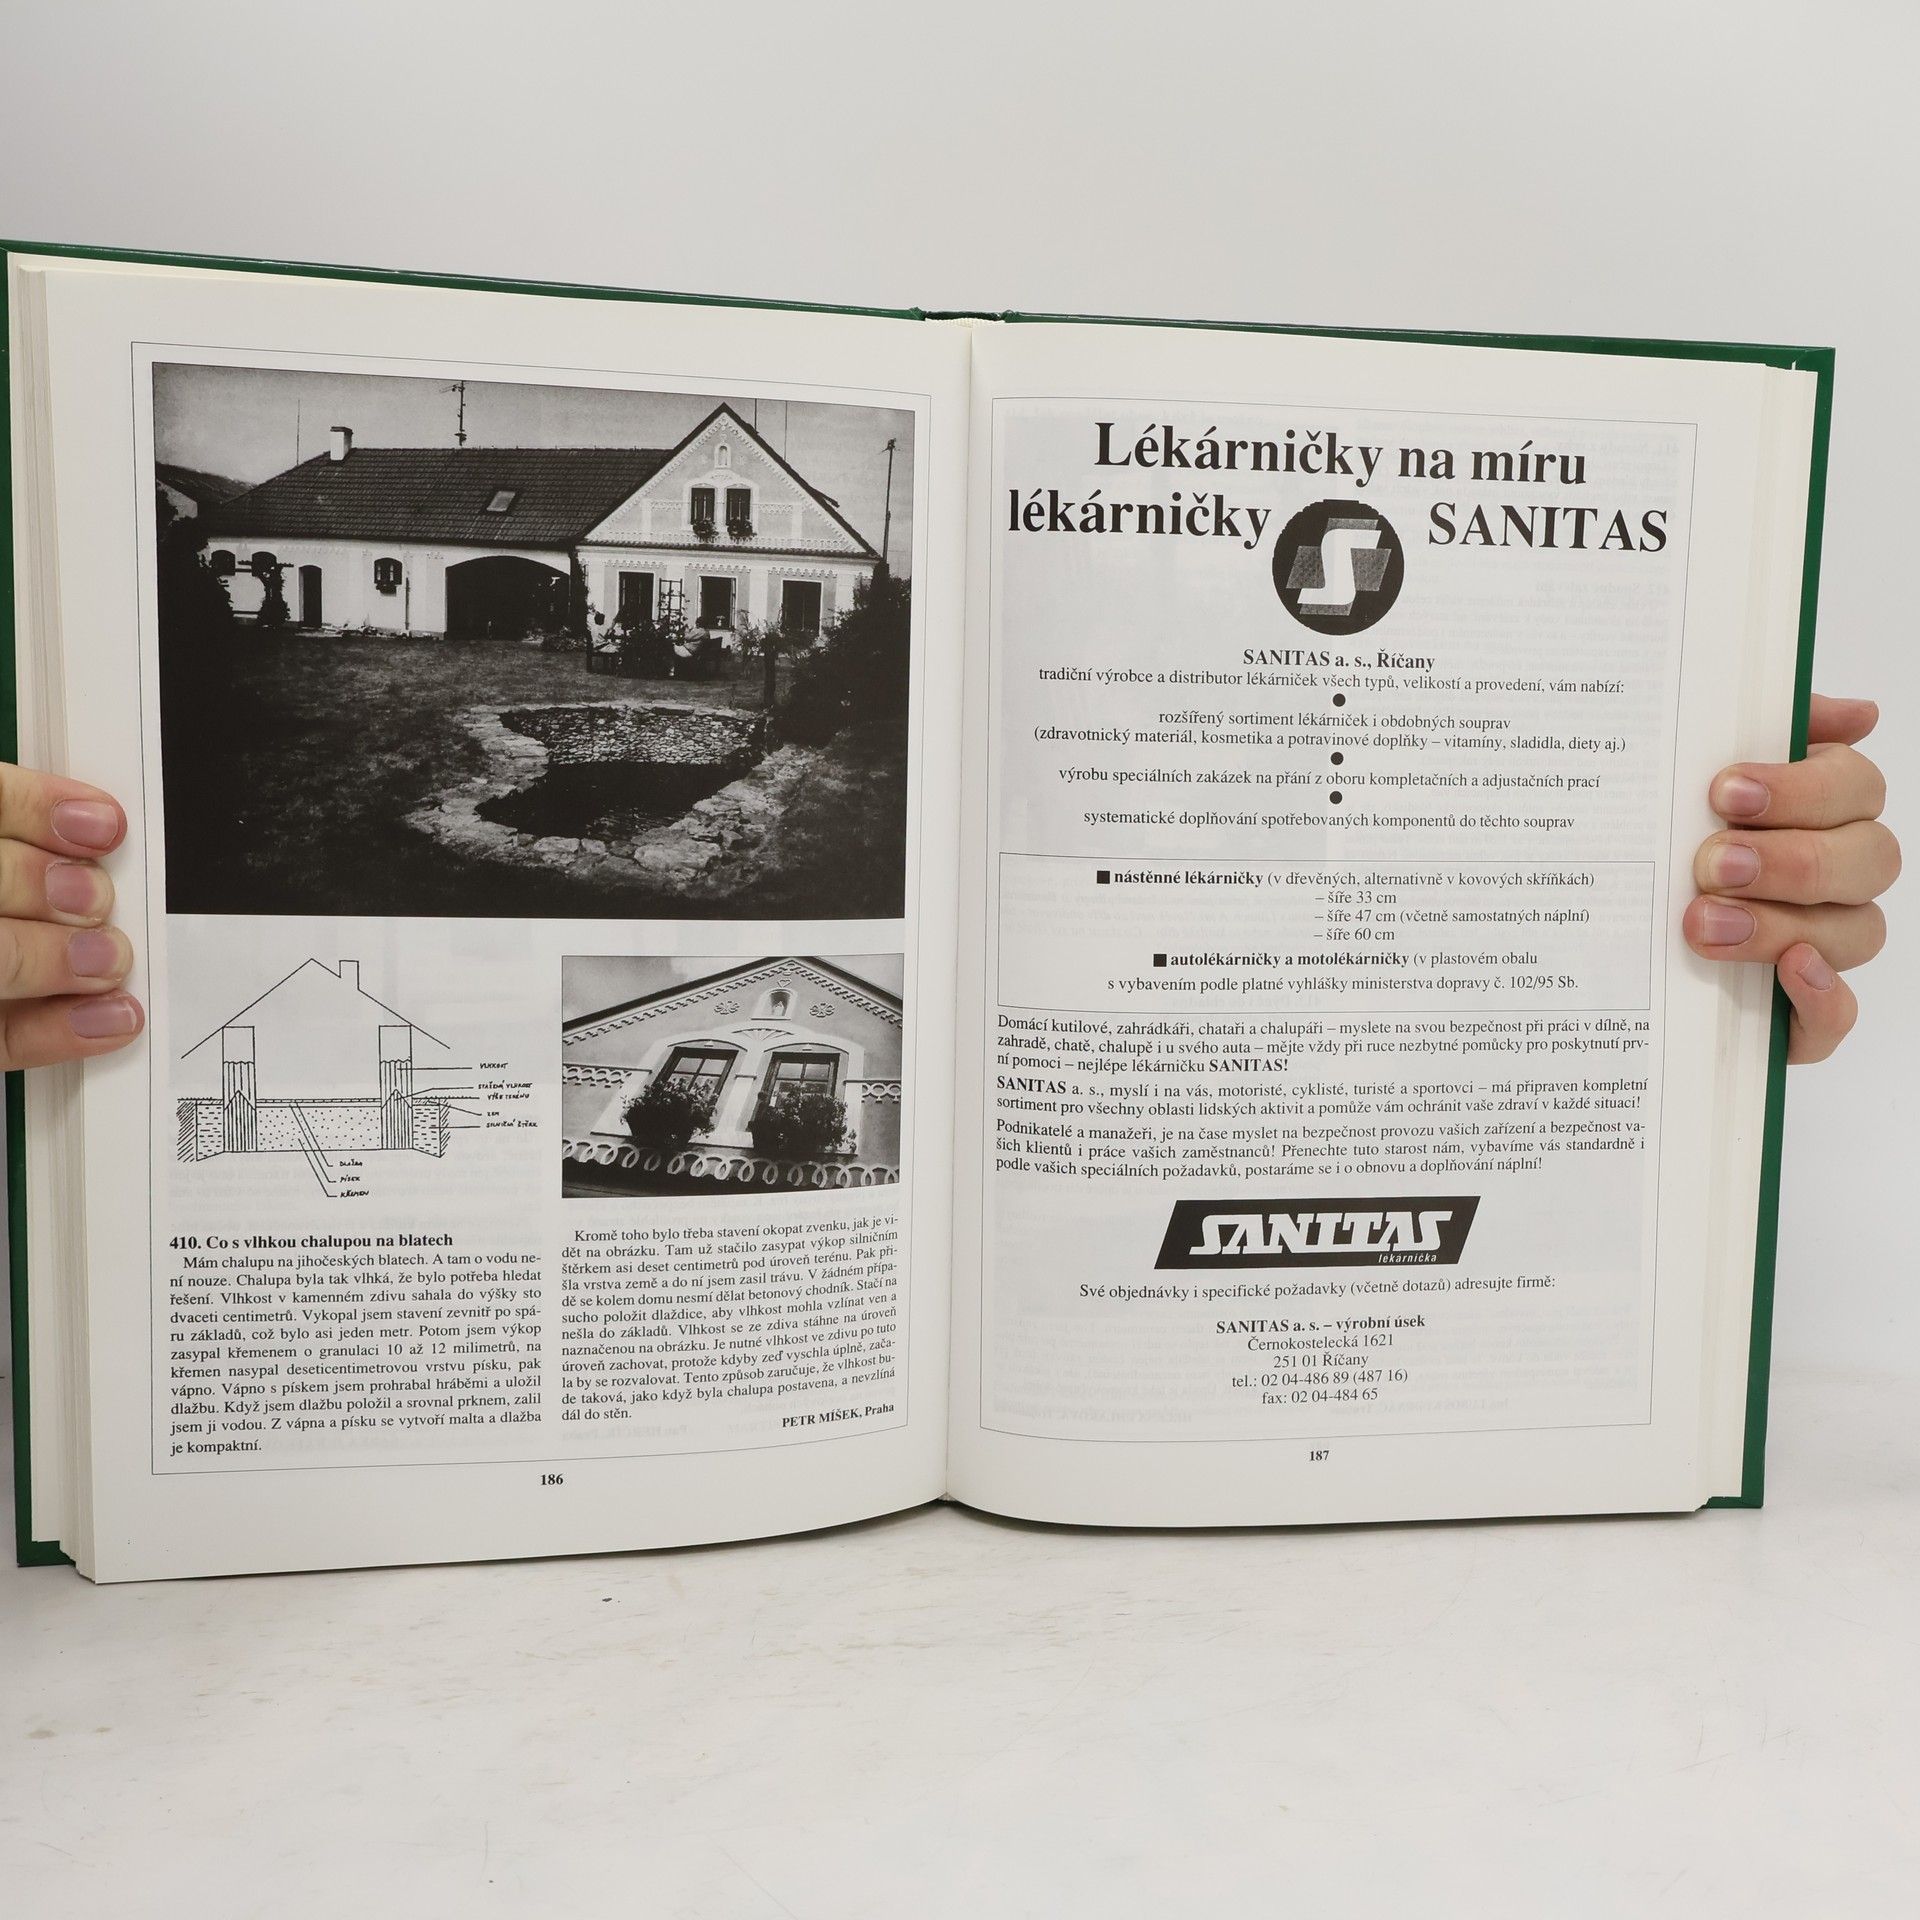 VLHKOST
STAŽENÍ VLHKOST
VÝŠE TERÉNU
ZEM
SILNIČNÍ ŠTĚRK
DLAŽBA
PÍSEK
KŘEMEN
410. Co s vlhkou chalupou na blatech
Mám chalupu na jihočeských blatech. A tam o vodu ne-
ní nouze. Chalupa byla tak vlhká, že bylo potřeba hledat
řešení. Vlhkost v kamenném zdivu sahala do výšky sto
dvaceti centimetrů. Vykopal jsem stavení zevnitř po spá-
ru základů, což bylo asi jeden metr. Potom jsem výkop
zasypal křemenem o granulaci 10 až 12 milimetrů, na
křemen nasypal deseticentimetrovou vrstvu písku, pak
vápno. Vápno s pískem jsem prohrabal hráběmi a uložil
dlažbu. Když jsem dlažbu položil a srovnal prknem, zalil
jsem ji vodou. Z vápna a písku se vytvoří malta a dlažba
je kompaktní.
Kromě toho bylo třeba stavení okopat zvenku, jak je vi-
dět na obrázku. Tam už stačilo zasypat výkop silničním
štěrkem asi deset centimetrů pod úroveň terénu. Pak při-
šla vrstva země a do ní jsem zasil trávu. V žádném přípa-
dě se kolem domu nesmí dělat betonový chodník. Stačí na
sucho položit dlaždice, aby vlhkost mohla vzlínat ven a
nešla do základů. Vlhkost se ze zdiva stáhne na úroveň
naznačenou na obrázku. Je nutné vlhkost ve zdivu po tuto
úroveň zachovat, protože kdyby zeď vyschla úplně, zača-
la by se rozvalovat. Tento způsob zaručuje, že vlhkost bu-
de taková, jako když byla chalupa postavena, a nevzlíná
dál do stěn.
PETR MÍŠEK, Praha
186
Lékárničky na míru
lékárničky SANITAS
SANITAS a. s., Říčany
tradiční výrobce a distributor lékárniček všech typů, velikostí a provedení, vám nabízí:
rozšířený sortiment lékárniček i obdobných souprav
(zdravotnický materiál, kosmetika a potravinové doplňky – vitamíny, sladidla, diety aj.)
výrobu speciálních zakázek na přání z oboru kompletačních a adjustačních prací
systematické doplňování spotřebovaných komponentů do těchto souprav
■ nástěnné lékárničky (v dřevěných, alternativně v kovových skříňkách)
– šíře 33 cm
– šíře 47 cm (včetně samostatných náplní)
– šíře 60 cm
■ autolékárničky a motolékárničky (v plastovém obalu
s vybavením podle platné vyhlášky ministerstva dopravy č. 102/95 Sb.
Domácí kutilové, zahrádkáři, chataři a chalupáři – myslete na svou bezpečnost při práci v dílně, na
zahradě, chatě, chalupě i u svého auta – mějte vždy při ruce nezbytné pomůcky pro poskytnutí prv-
ní pomoci – nejlépe lékárničku SANITAS!
SANITAS a. s., myslí i na vás, motoristé, cyklisté, turisté a sportovci – má připraven kompletní
sortiment pro všechny oblasti lidských aktivit a pomůže vám ochránit vaše zdraví v každé situaci!
Podnikatelé a manažeři, je na čase myslet na bezpečnost provozu vašich zařízení a bezpečnost va-
šich klientů i práce vašich zaměstnanců! Přenechte tuto starost nám, vybavíme vás standardně i
podle vašich speciálních požadavků, postaráme se i o obnovu a doplňování náplní!
SANITAS
lékárnička
Své objednávky i specifické požadavky (včetně dotazů) adresujte firmě:
SANITAS a. s. – výrobní úsek
Černokostelecká 1621
251 01 Říčany
tel.: 02 04-486 89 (487 16)
fax: 02 04-484 65
187